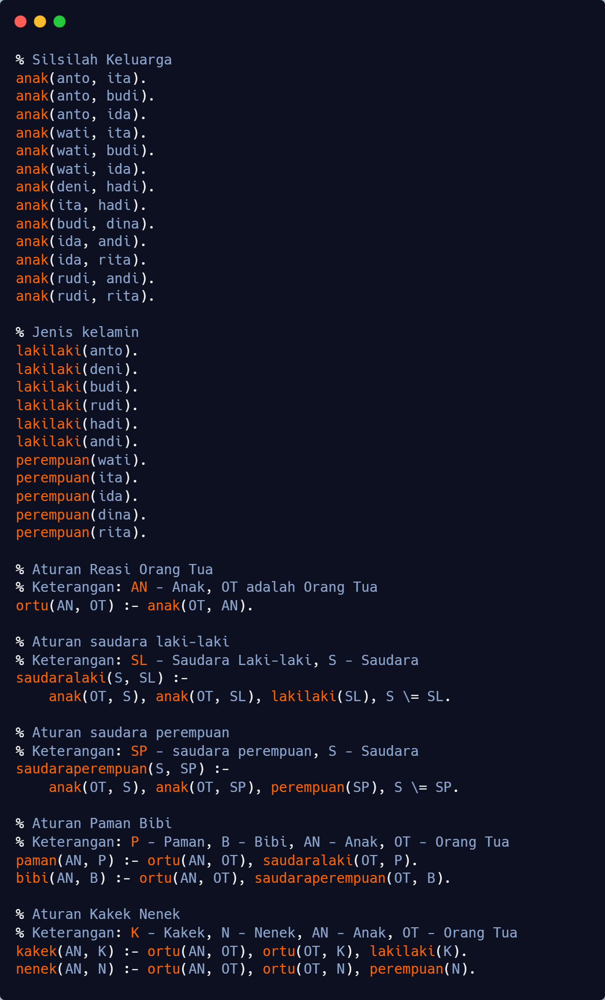 % Silsilah Keluarga
anak(anto, ita).
anak(anto, budi).
anak(anto, ida).
anak(wati, ita).
anak(wati, budi).
anak(wati, ida).
anak(deni, hadi).
anak(ita, hadi).
anak(budi, dina).
anak(ida, andi).
anak(ida, rita).
anak(rudi, andi).
anak(rudi, rita).

% Jenis kelamin
lakilaki(anto).
lakilaki(deni).
lakilaki(budi).
lakilaki(rudi).
lakilaki(hadi).
lakilaki(andi).
perempuan(wati).
perempuan(ita).
perempuan(ida).
perempuan(dina).
perempuan(rita).

% Aturan Reasi Orang Tua
% Keterangan: AN - Anak, OT adalah Orang Tua
ortu(AN, OT) :- anak(OT, AN).

% Aturan saudara laki-laki
% Keterangan: SL - Saudara Laki-laki, S - Saudara
saudaralaki(S, SL) :-
    anak(OT, S), anak(OT, SL), lakilaki(SL), S \= SL.

% Aturan saudara perempuan
% Keterangan: SP - saudara perempuan, S - Saudara
saudaraperempuan(S, SP) :-
    anak(OT, S), anak(OT, SP), perempuan(SP), S \= SP.

% Aturan Paman Bibi
% Keterangan: P - Paman, B - Bibi, AN - Anak, OT - Orang Tua
paman(AN, P) :- ortu(AN, OT), saudaralaki(OT, P).
bibi(AN, B) :- ortu(AN, OT), saudaraperempuan(OT, B).

% Aturan Kakek Nenek
% Keterangan: K - Kakek, N - Nenek, AN - Anak, OT - Orang Tua
kakek(AN, K) :- ortu(AN, OT), ortu(OT, K), lakilaki(K).
nenek(AN, N) :- ortu(AN, OT), ortu(OT, N), perempuan(N).